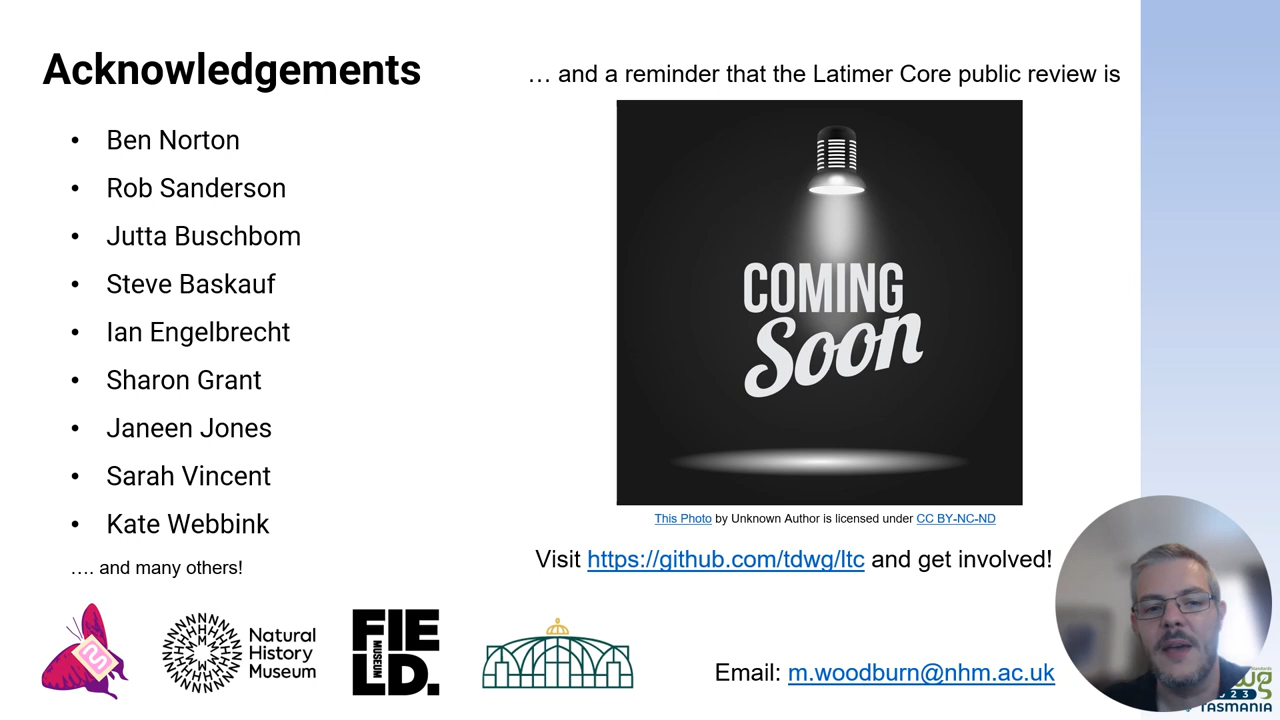 Acknowledgements
• Ben Norton
• Rob Sanderson
• Jutta Buschbom
• Steve Baskauf
• Ian Engelbrecht
• Sharon Grant
• Janeen Jones
• Sarah Vincent
• Kate Webbink
…. and many others!
… and a reminder that the Latimer Core public review is
COMING
Soon
This Photo by Unknown Author is licensed under CC BY-NC-ND
Visit https://github.com/tdwg/ltc and get involved!
Natural
History
Museum
FIE
MUSEUM
LD.
Email: m.woodburn@nhm.ac.uk
TASMANIA